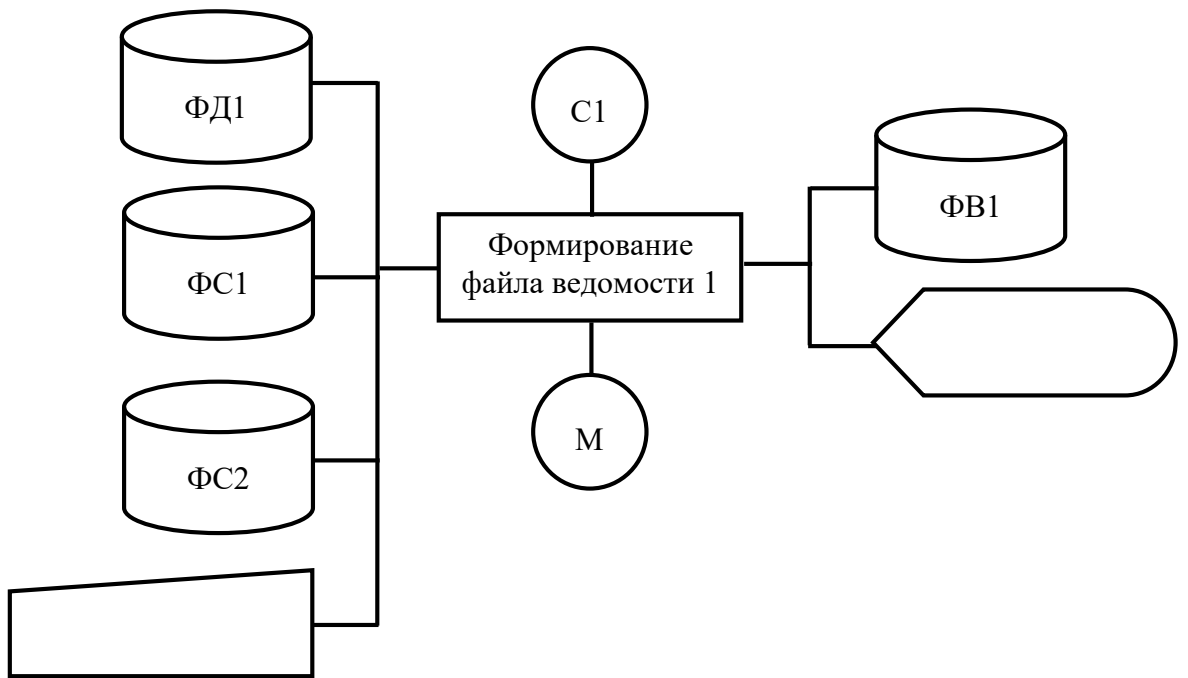 ФД1
ФС1
ФС2
С1
Формирование
файла ведомости 1
М
ФВ1